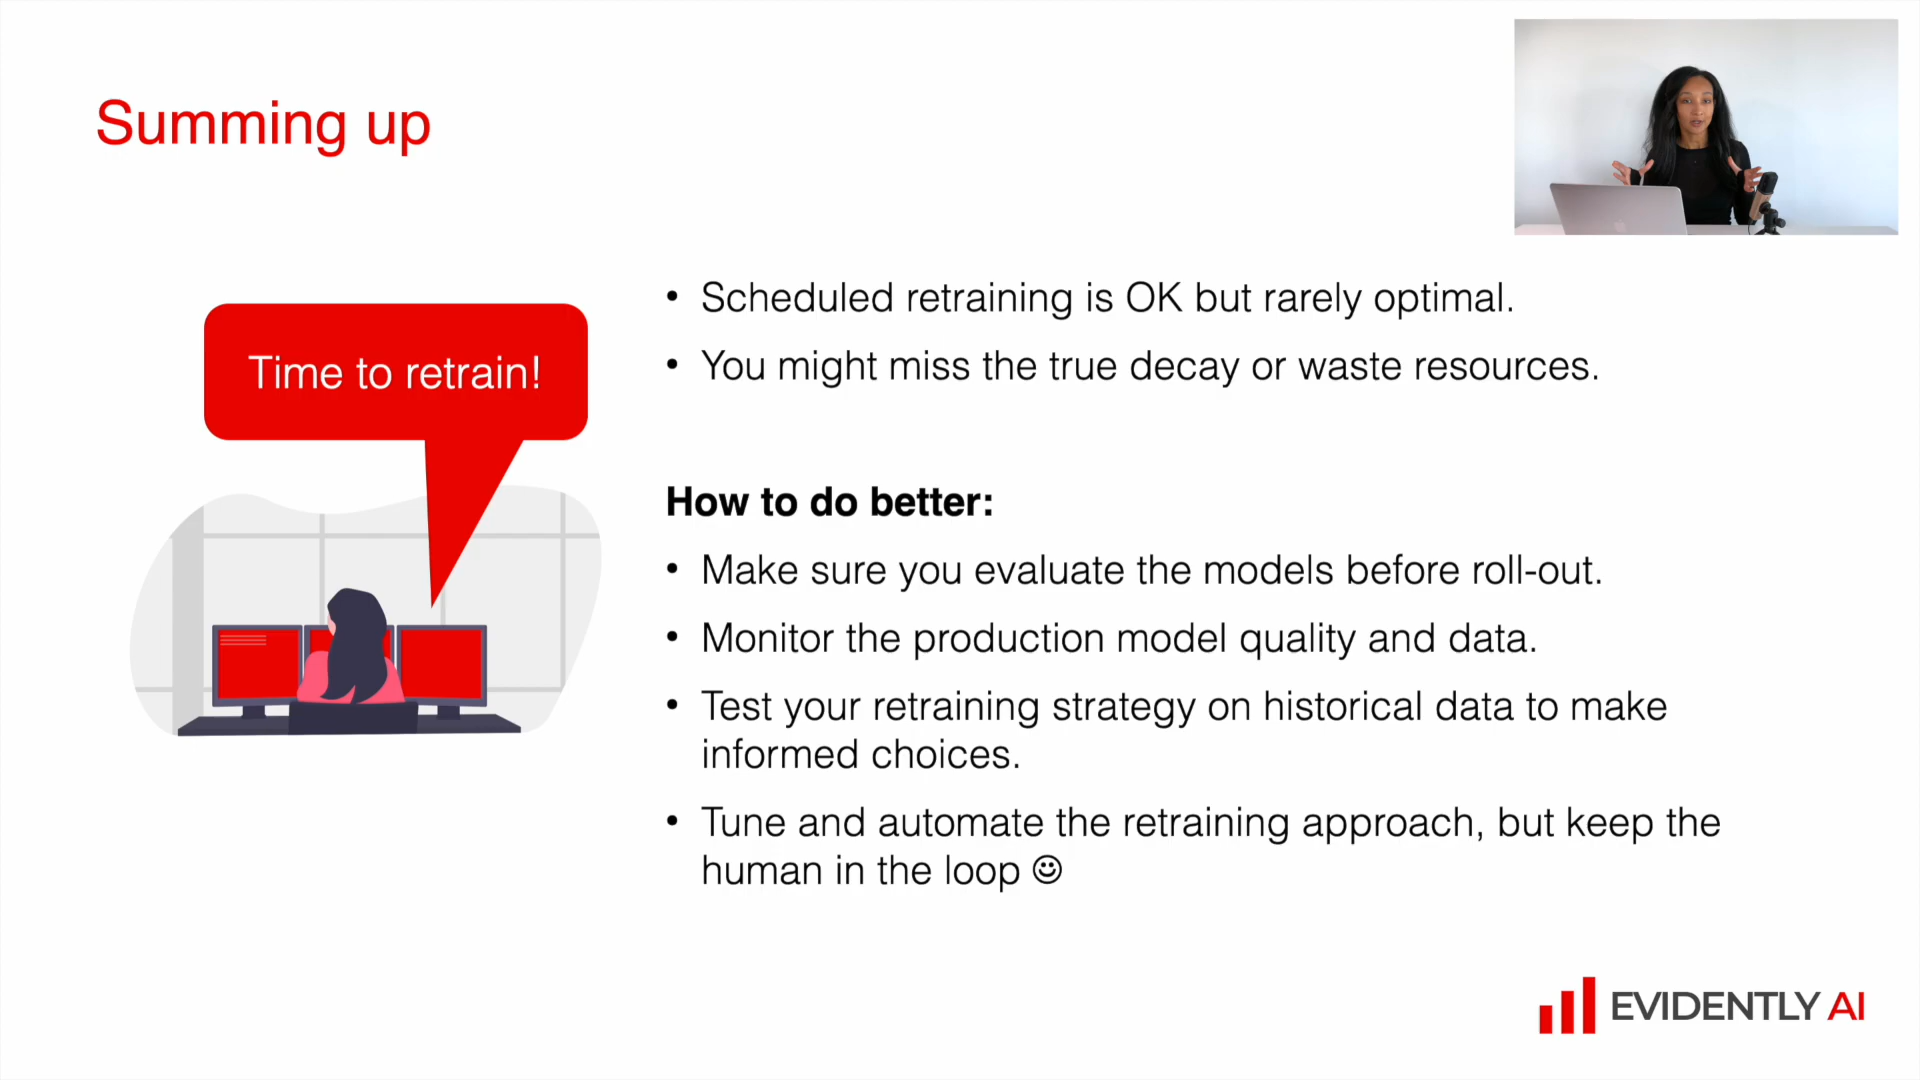 Summing up
Time to retrain!
• Scheduled retraining is OK but rarely optimal.
• You might miss the true decay or waste resources.
How to do better:
• Make sure you evaluate the models before roll-out.
• Monitor the production model quality and data.
• Test your retraining strategy on historical data to make
informed choices.
• Tune and automate the retraining approach, but keep the
human in the loop ☺
EVIDENTLY AI